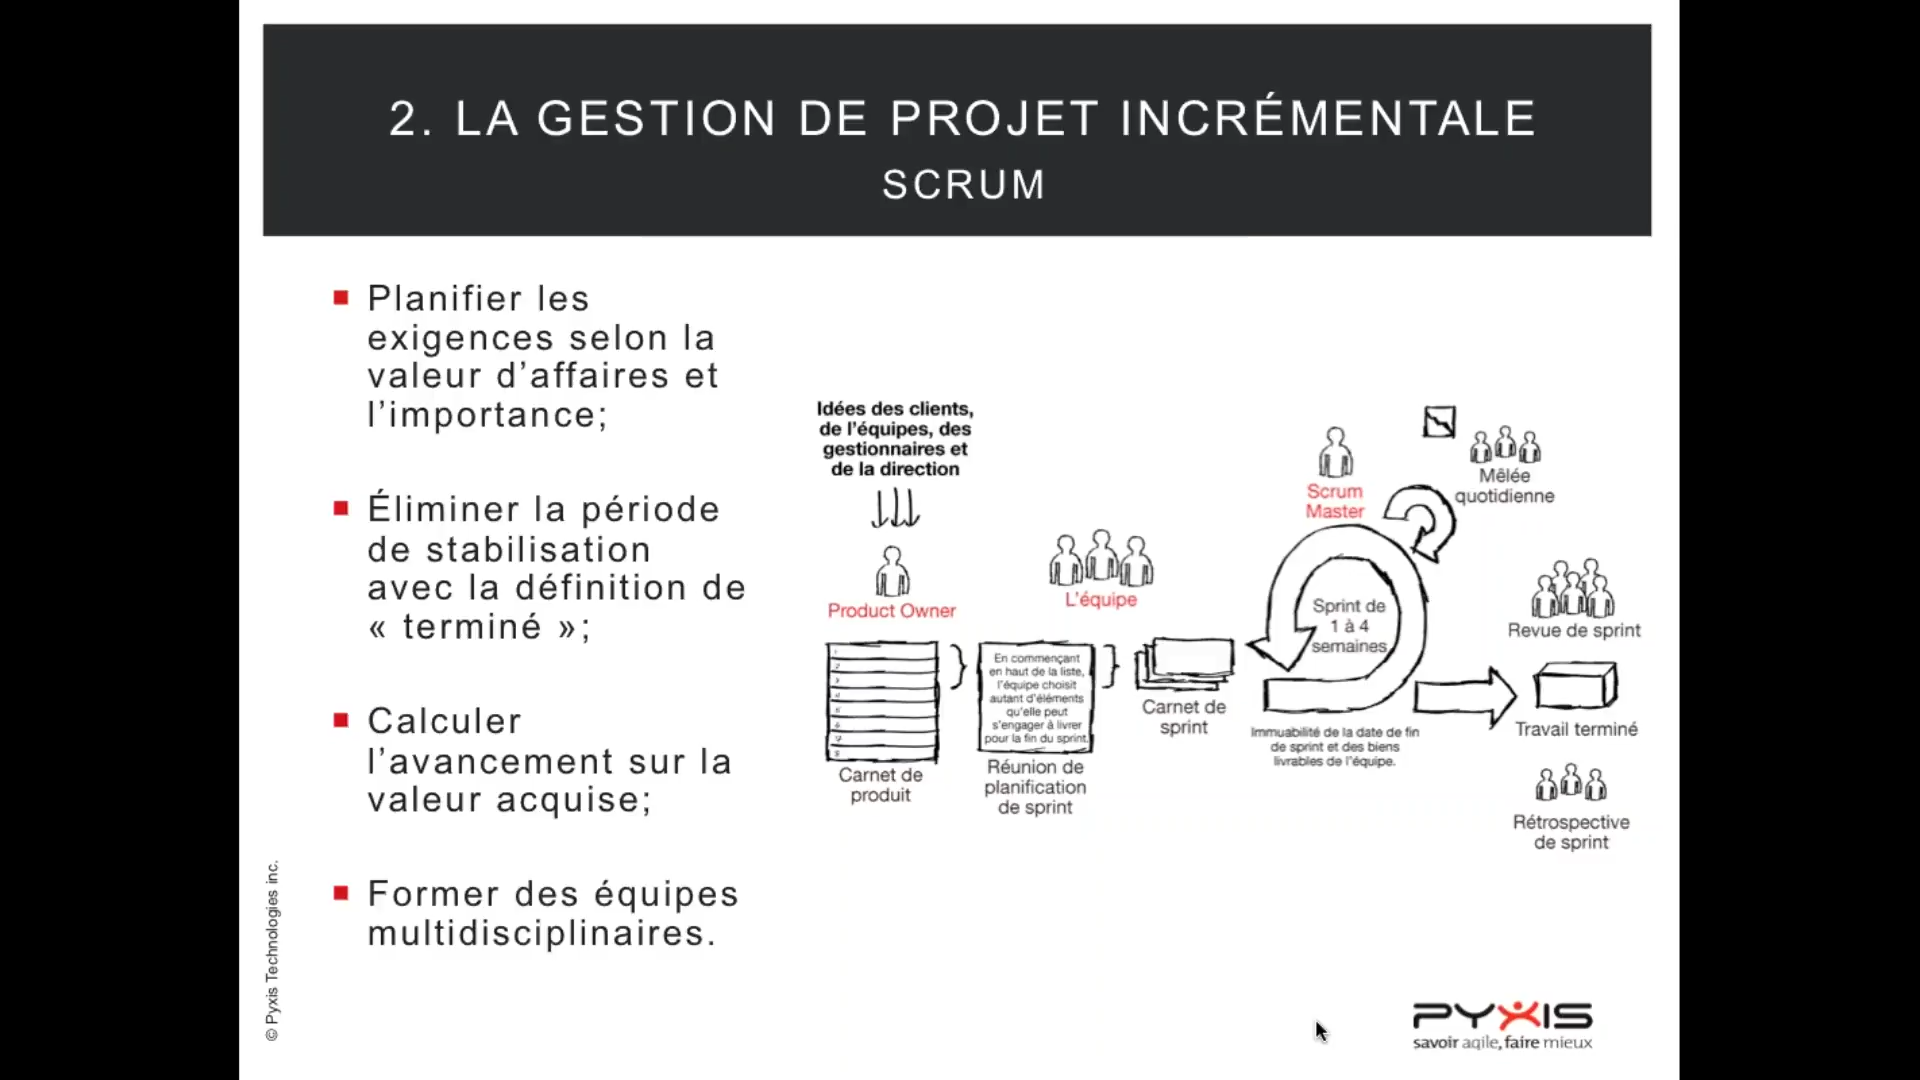 2. LA GESTION DE PROJET INCRÉMENTALE
SCRUM
Planifier les
exigences selon la
valeur d’affaires et
l’importance;
Éliminer la période
de stabilisation
avec la définition de
« terminé »;
Calculer
l’avancement sur la
valeur acquise;
Former des équipes
multidisciplinaires.
Idées des clients,
de l’équipes, des
gestionnaires et
de la direction
Product Owner
Carnet de
produit
L’équipe
En commençant
en haut de la liste,
l’équipe choisit
autant d’éléments
qu’elle peut
s’engager à livrer
pour la fin du sprint.
Réunion de
planification
de sprint
Carnet de
sprint
Scrum
Master
Sprint de
1 à 4
semaines
Immuabilité de la date de fin
de sprint et des biens
livrables de l’équipe.
Mêlée
quotidienne
Revue de sprint
Travail terminé
Rétrospective
de sprint
© Pyxis Technologies inc.
PYXIS
savoir agile, faire mieux